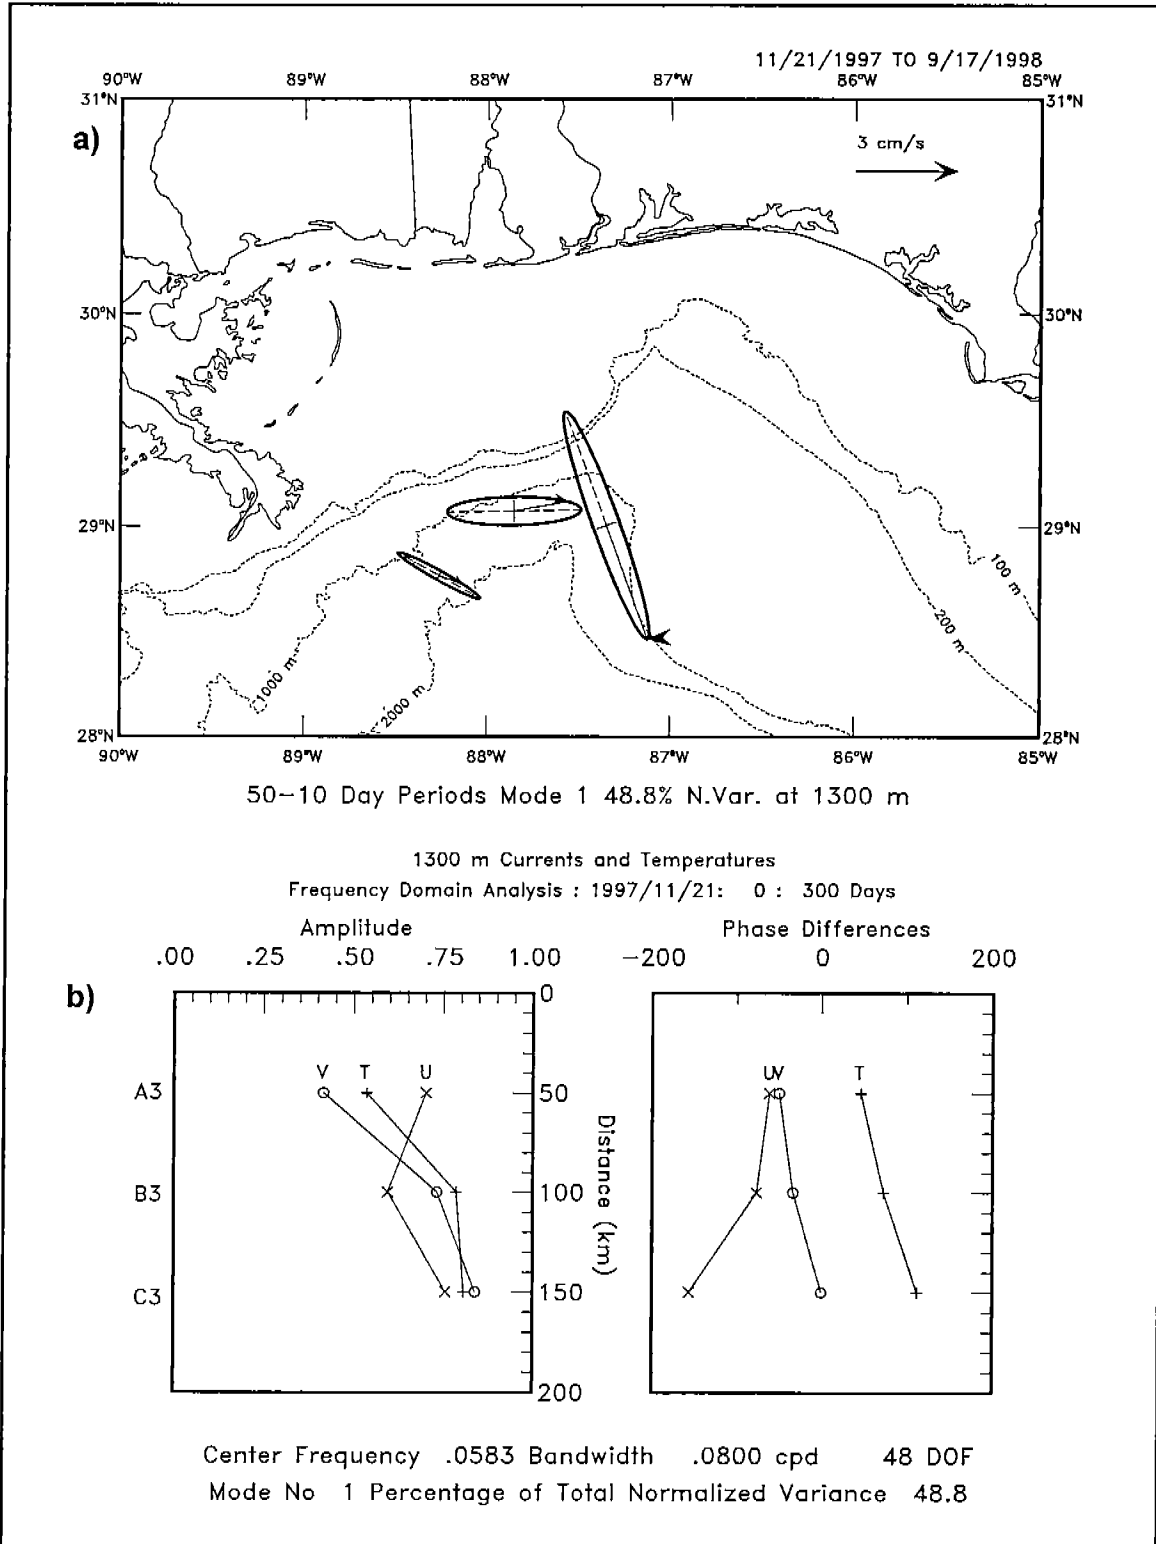 11/21/1997 TO 9/17/1998
90°W 89°W 88°W 87°W 86°W 85°W
31°N 31°N
a)
3 cm/s
30°N 30°N
29°N 29°N
100 m
200 m
1000 m
2000 m
28°N 28°N
90°W 89°W 88°W 87°W 86°W 85°W
50-10 Day Periods Mode 1 48.8% N.Var. at 1300 m
1300 m Currents and Temperatures
Frequency Domain Analysis : 1997/11/21: 0 : 300 Days
Amplitude Phase Differences
.00 .25 .50 .75 1.00 -200 0 200
b) 0
V T U UV T
A3 50
B3 100
Distance (km)
C3 150
200
Center Frequency .0583 Bandwidth .0800 cpd 48 DOF
Mode No 1 Percentage of Total Normalized Variance 48.8